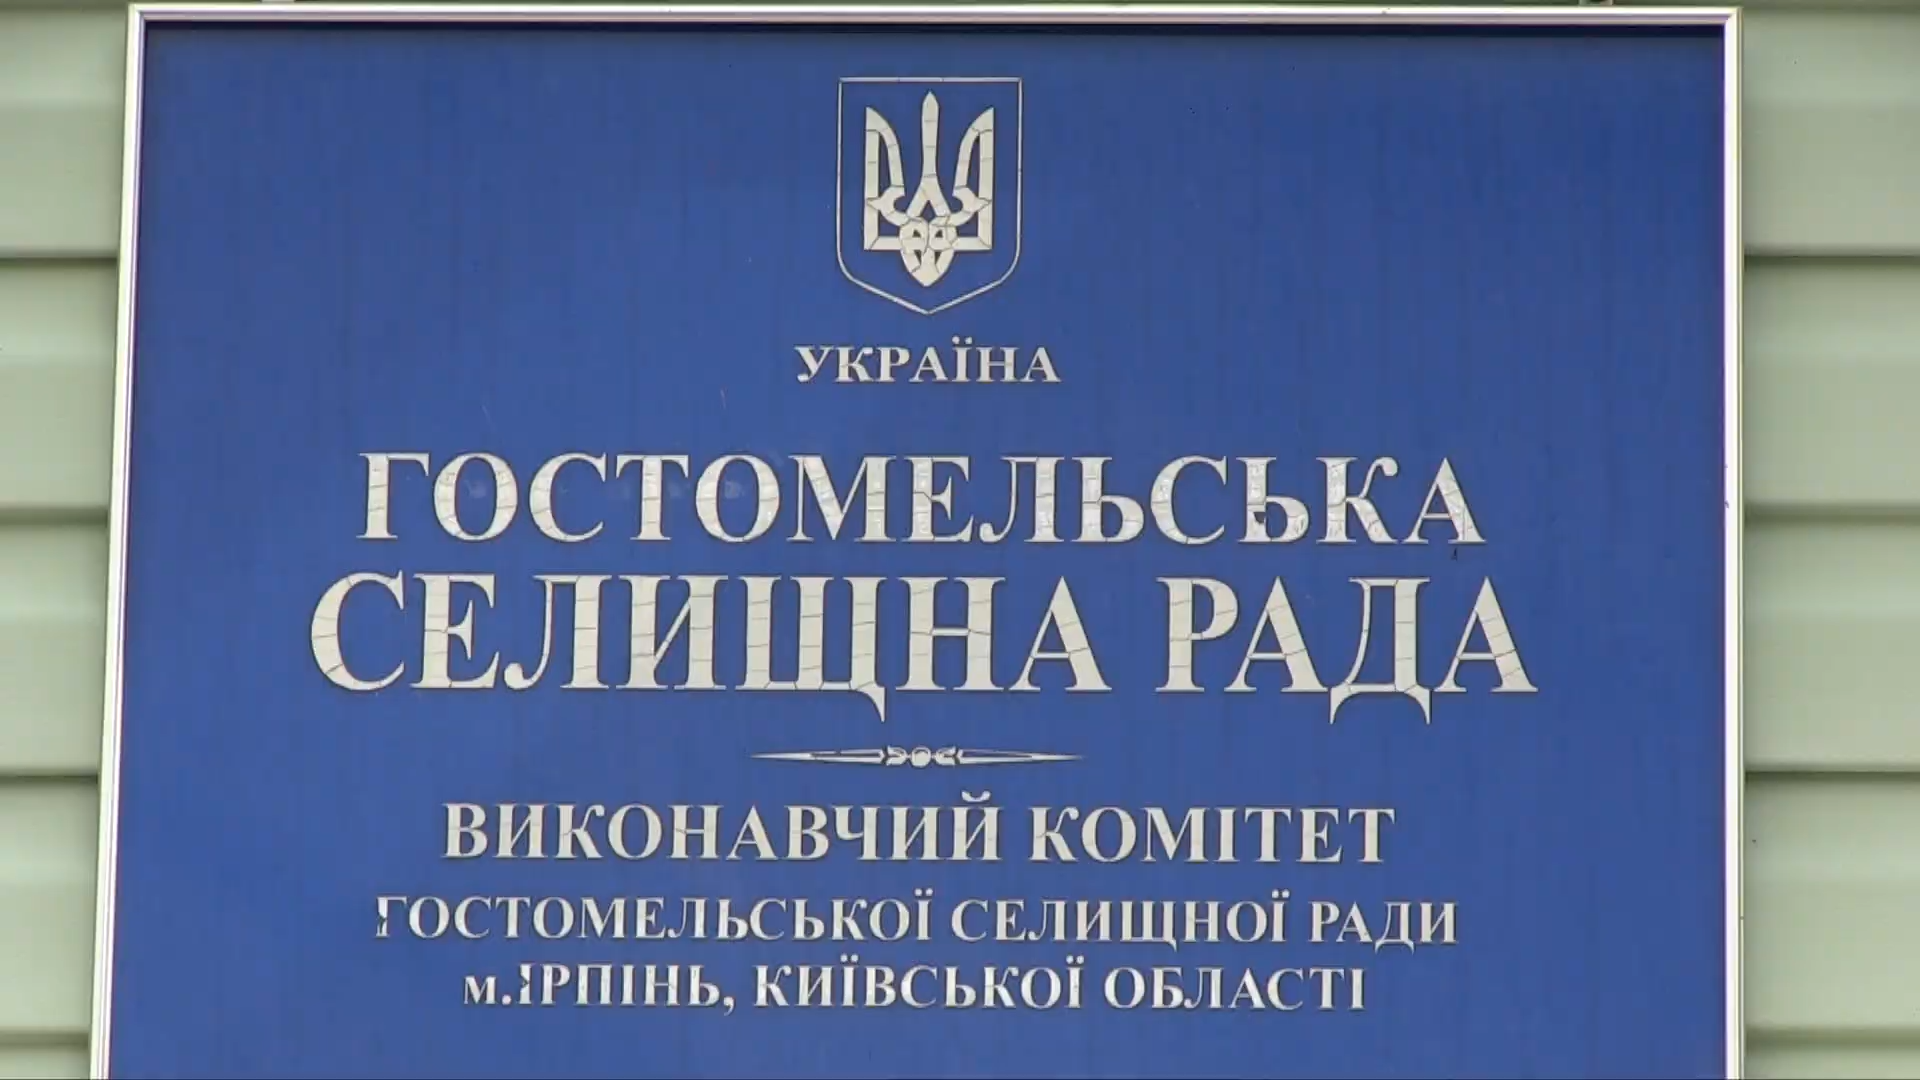 УКРАЇНА
ГОСТОМЕЛЬСЬКА
СЕЛИЩНА РАДА
ВИКОНАВЧИЙ КОМІТЕТ
ГОСТОМЕЛЬСЬКОЇ СЕЛИЩНОЇ РАДИ
м.ІРПІНЬ, КИЇВСЬКОЇ ОБЛАСТІ